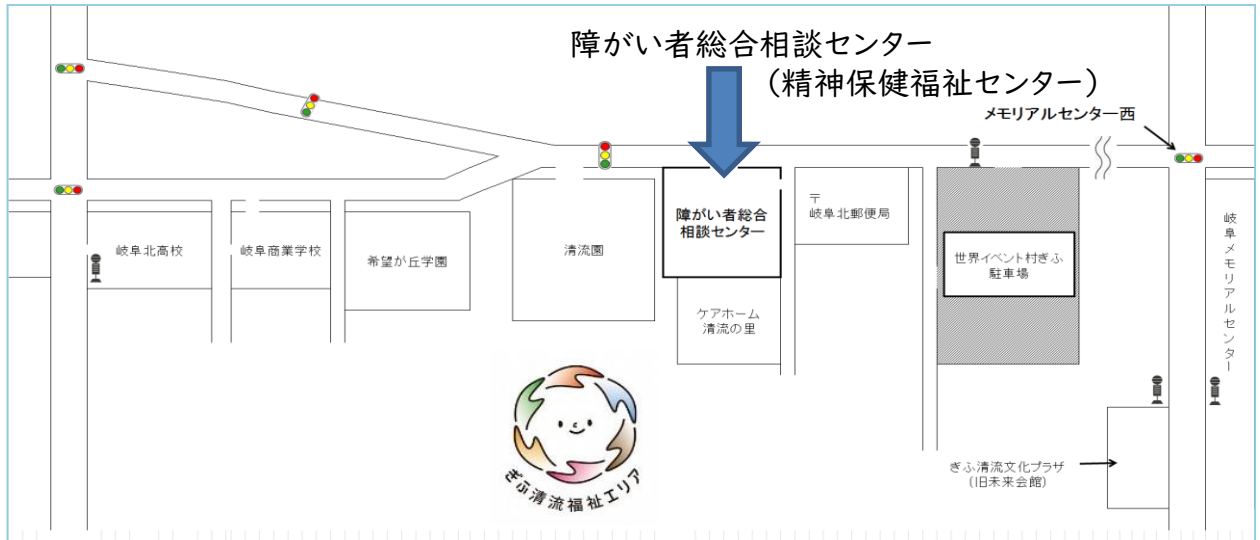 障がい者総合相談センター
（精神保健福祉センター）
メモリアルセンター西
岐阜北高校
岐阜商業学校
希望が丘学園
清流園
障がい者総合
相談センター
〒
岐阜北郵便局
世界イベント村ぎふ
駐車場
岐阜メモリアルセンター
ケアホーム
清流の里
ぎふ清流福祉エリア
ぎふ清流文化プラザ
(旧未来会館)